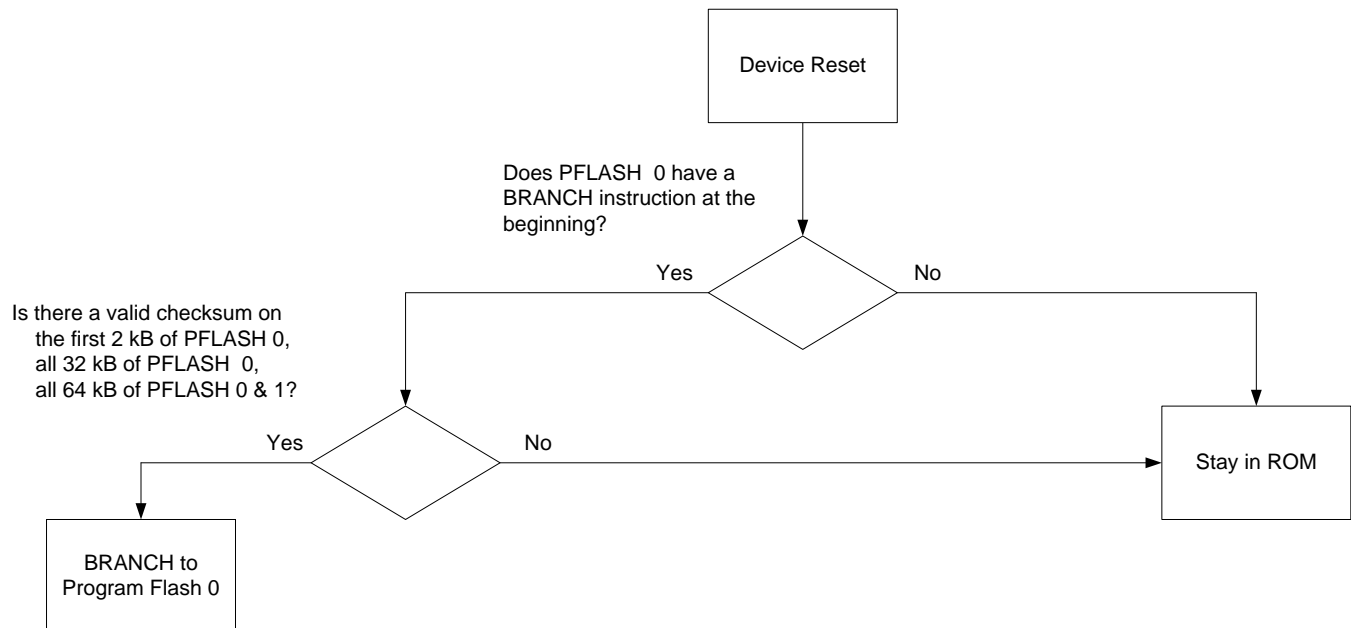 Device Reset
Does PFLASH 0 have a
BRANCH instruction at the
beginning?
Yes
No
Is there a valid checksum on
the first 2 kB of PFLASH 0,
all 32 kB of PFLASH 0,
all 64 kB of PFLASH 0 & 1?
Yes
No
Stay in ROM
BRANCH to
Program Flash 0